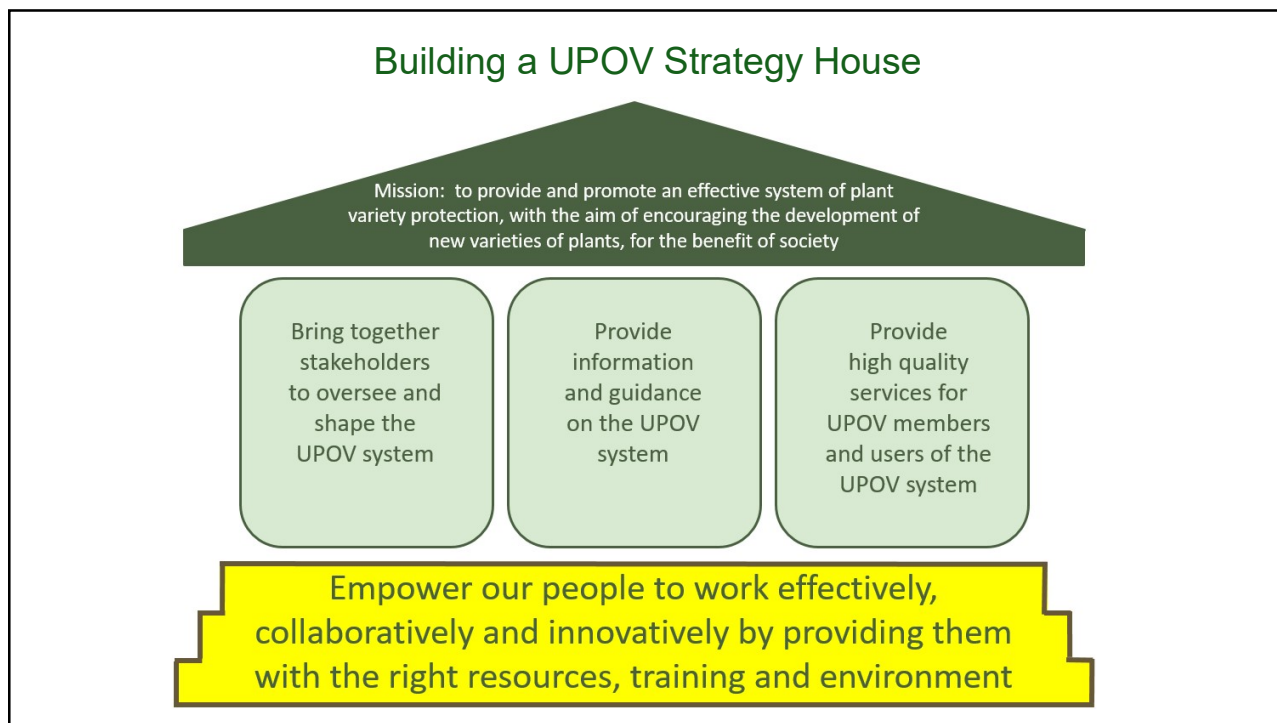 Building a UPOV Strategy House
Mission:  to provide and promote an effective system of plant
variety protection, with the aim of encouraging the development of
new varieties of plants, for the benefit of society
Bring together
stakeholders
to oversee and
shape the
UPOV system
Provide
information
and guidance
on the UPOV
system
Provide
high quality
services for
UPOV members
and users of the
UPOV system
Empower our people to work effectively,
collaboratively and innovatively by providing them
with the right resources, training and environment